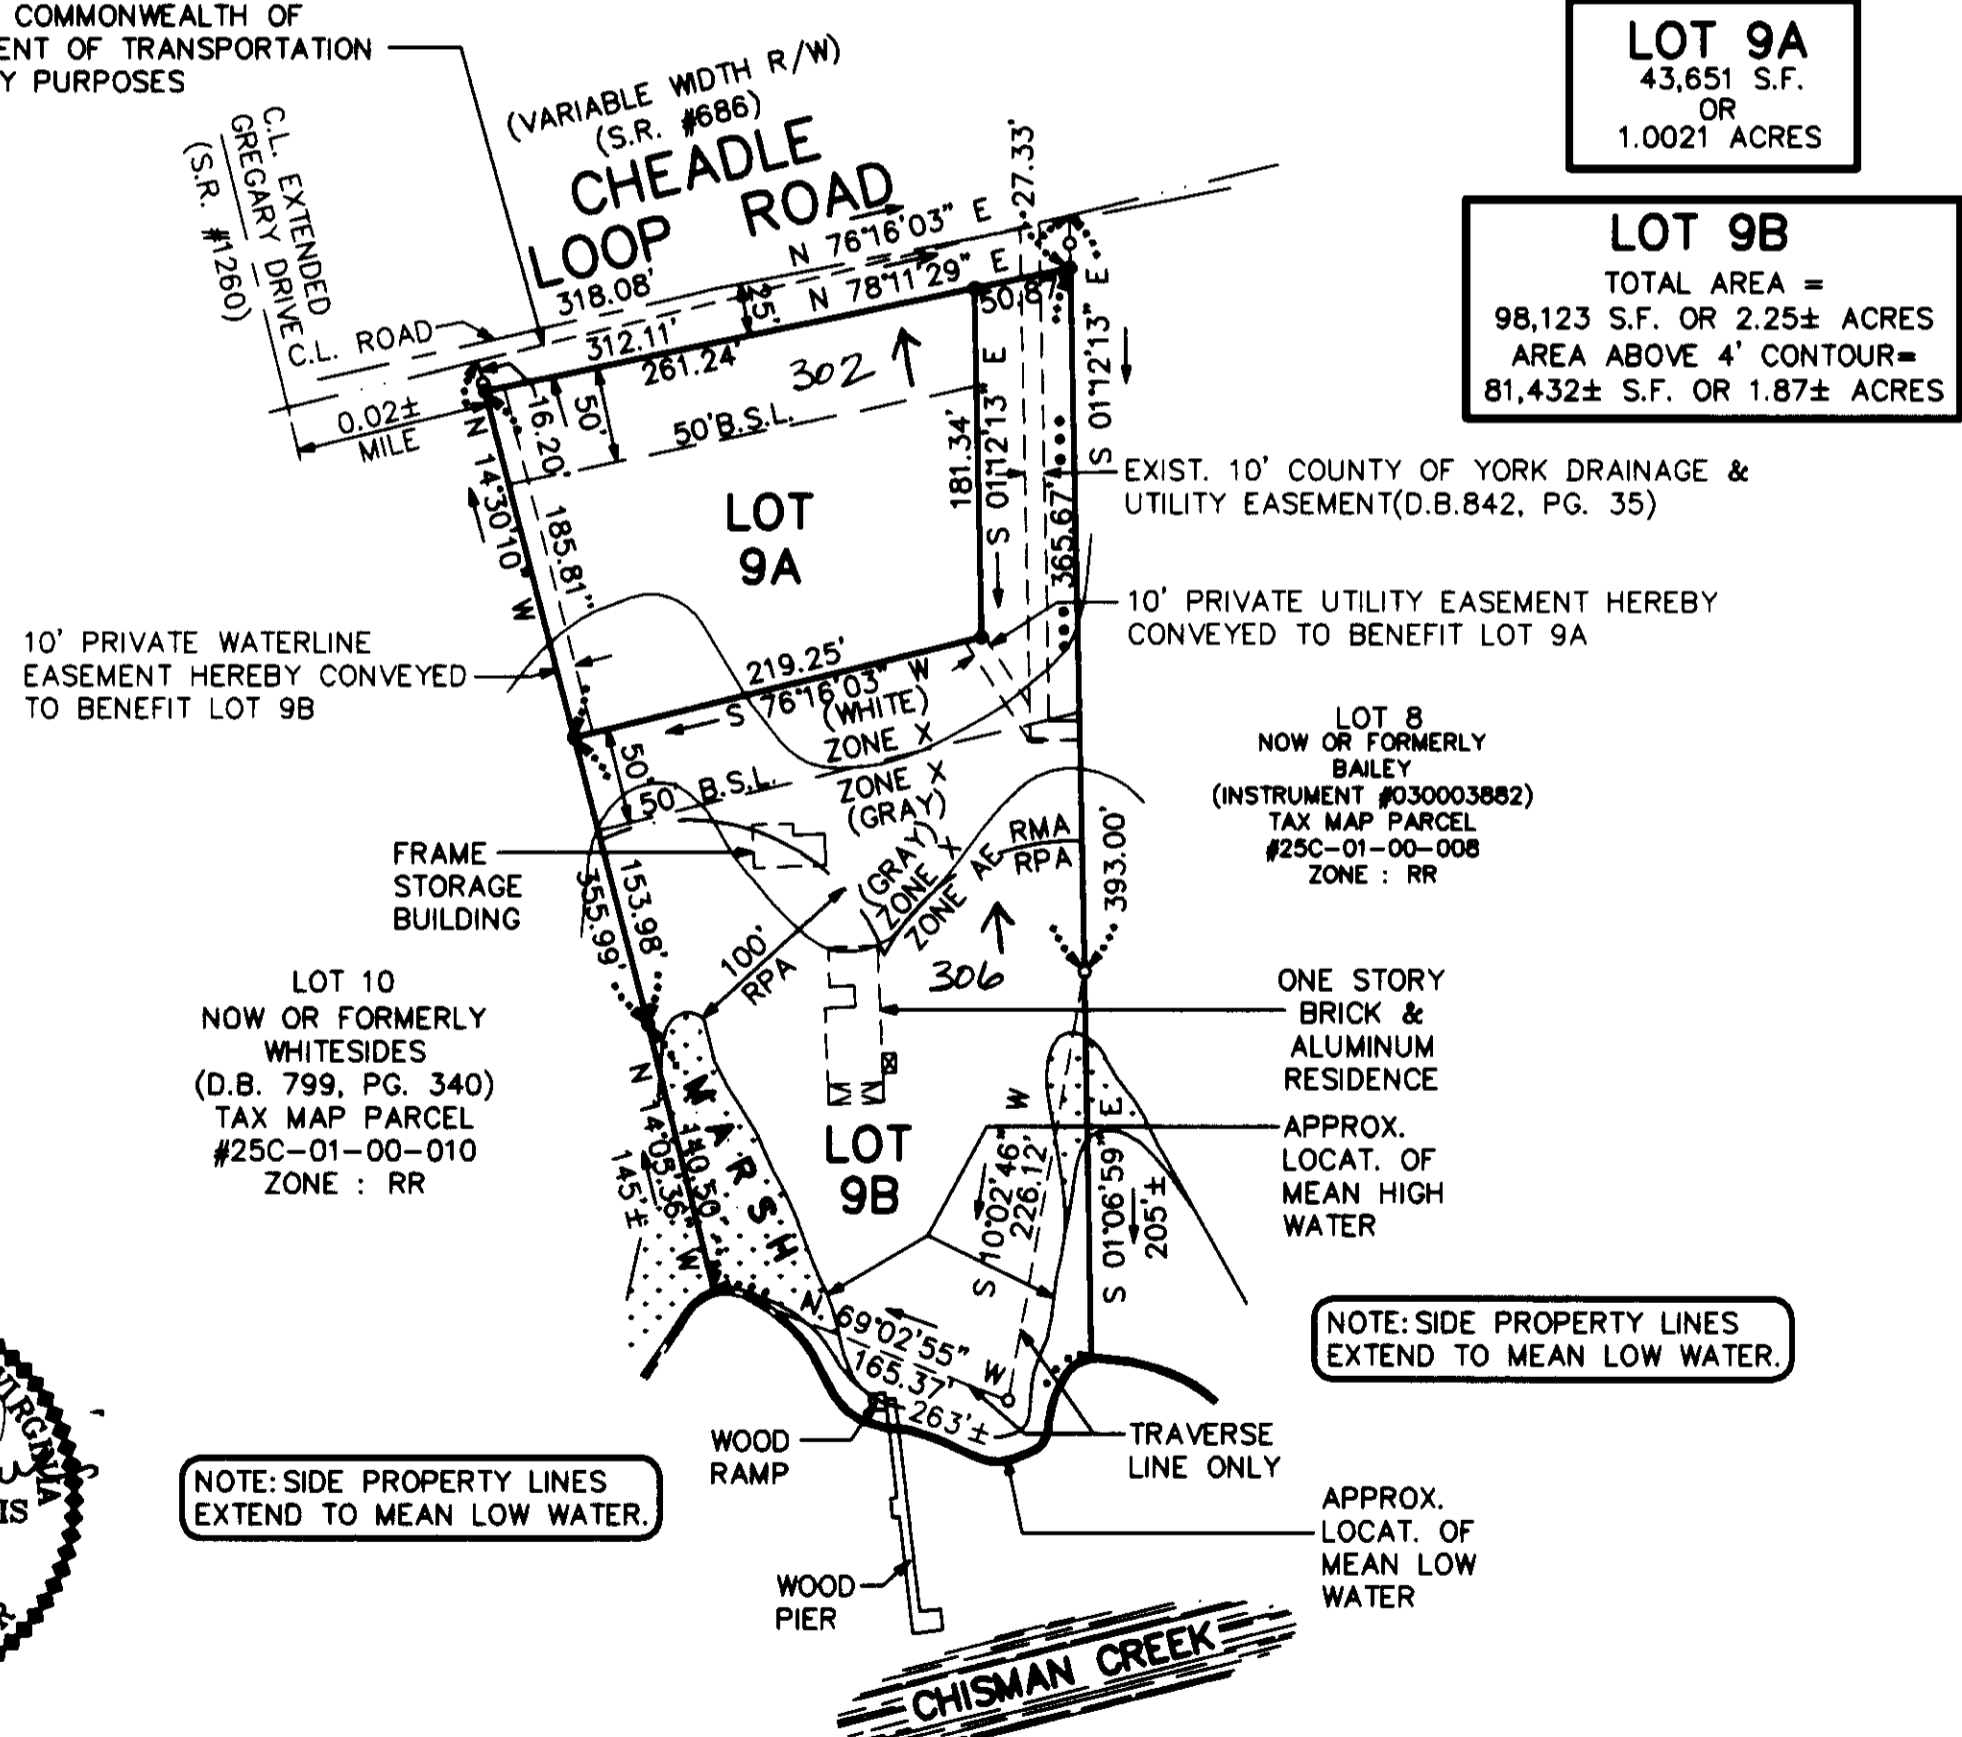 COMMONWEALTH OF
ENT OF TRANSPORTATION
Y PURPOSES
LOT 9A
43,651 S.F.
OR
1.0021 ACRES
LOT 9B
TOTAL AREA =
98,123 S.F. OR 2.25± ACRES
AREA ABOVE 4' CONTOUR=
81,432± S.F. OR 1.87± ACRES
(VARIABLE WIDTH R/W)
(S.R. #686)
CHEADLE
LOOP ROAD
C.L. EXTENDED
GREGARY DRIVE
(S.R. #1260)
C.L. ROAD
0.02±
MILE
N 76°16'03" E
318.08'
N 78°11'29" E
312.11'
261.24'
25'
27.33'
50.87'
302
50'
16.20'
50'B.S.L.
S 01°12'13" E
181.34'
S 01°12'13" E
365.67'
N 14°30'10" W
185.81'
LOT
9A
EXIST. 10' COUNTY OF YORK DRAINAGE &
UTILITY EASEMENT(D.B.842, PG. 35)
10' PRIVATE UTILITY EASEMENT HEREBY
CONVEYED TO BENEFIT LOT 9A
10' PRIVATE WATERLINE
EASEMENT HEREBY CONVEYED
TO BENEFIT LOT 9B
219.25'
S 76°16'03" W
(WHITE)
ZONE X
ZONE X
(GRAY)
50'
50' B.S.L.
(GRAY)
ZONE X
ZONE AE
RMA
RPA
393.00'
LOT 8
NOW OR FORMERLY
BAILEY
(INSTRUMENT #030003882)
TAX MAP PARCEL
#25C-01-00-008
ZONE : RR
FRAME
STORAGE
BUILDING
153.98'
355.99'
100'
RPA
306
LOT 10
NOW OR FORMERLY
WHITESIDES
(D.B. 799, PG. 340)
TAX MAP PARCEL
#25C-01-00-010
ZONE : RR
ONE STORY
BRICK &
ALUMINUM
RESIDENCE
MARSH
N 14°05'36" W
140.50'
145'±
LOT
9B
S 10°02'46" W
226.12'
S 01°06'59" E
205'±
APPROX.
LOCAT. OF
MEAN HIGH
WATER
N 69°02'55" W
165.37'
263'±
NOTE: SIDE PROPERTY LINES
EXTEND TO MEAN LOW WATER.
WOOD
RAMP
TRAVERSE
LINE ONLY
NOTE: SIDE PROPERTY LINES
EXTEND TO MEAN LOW WATER.
APPROX.
LOCAT. OF
MEAN LOW
WATER
WOOD
PIER
CHISMAN CREEK